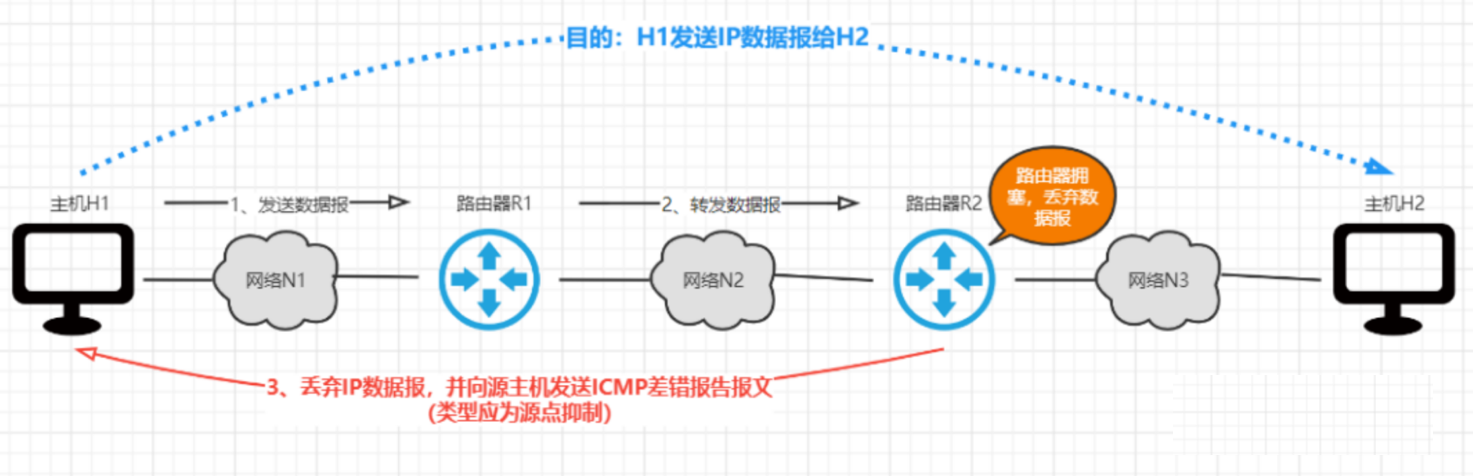 目的：H1发送IP数据报给H2
主机H1
1、发送数据报
路由器R1
2、转发数据报
路由器R2
路由器拥
塞，丢弃数
据报
主机H2
网络N1
网络N2
网络N3
3、丢弃IP数据报，并向源主机发送ICMP差错报告报文
(类型应为源点抑制)